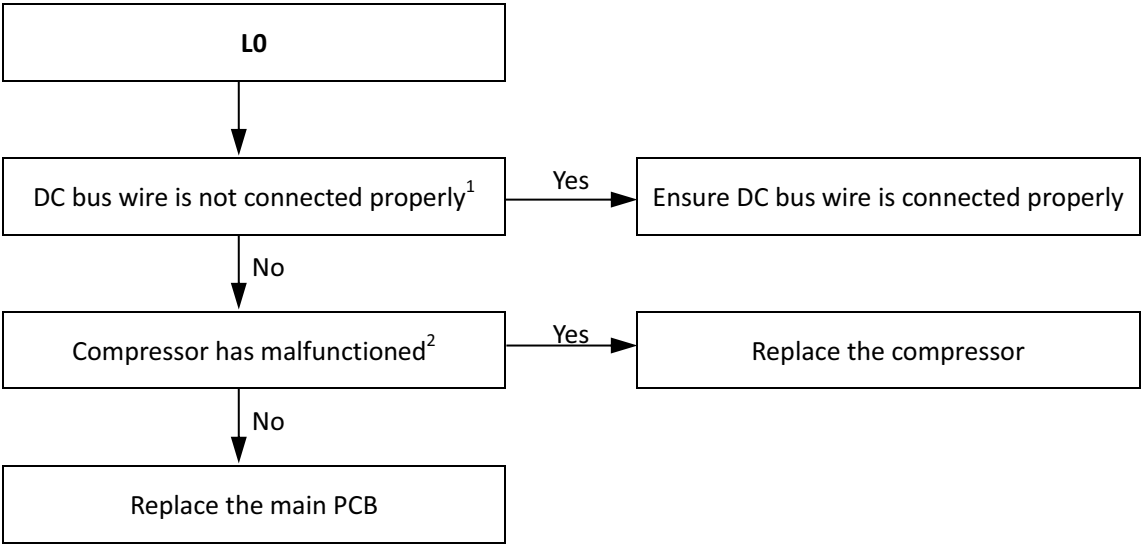 L0
DC bus wire is not connected properly1
Yes
Ensure DC bus wire is connected properly
No
Compressor has malfunctioned2
Yes
Replace the compressor
No
Replace the main PCB